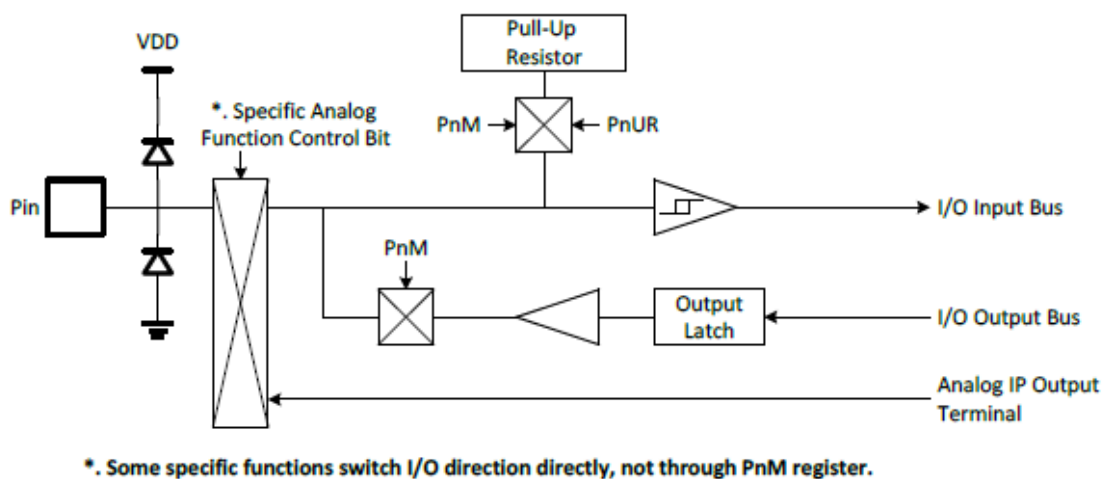 Pull-Up
Resistor
VDD
*. Specific Analog
Function Control Bit
PnM
PnUR
Pin
I/O Input Bus
PnM
Output
Latch
I/O Output Bus
Analog IP Output
Terminal
*. Some specific functions switch I/O direction directly, not through PnM register.